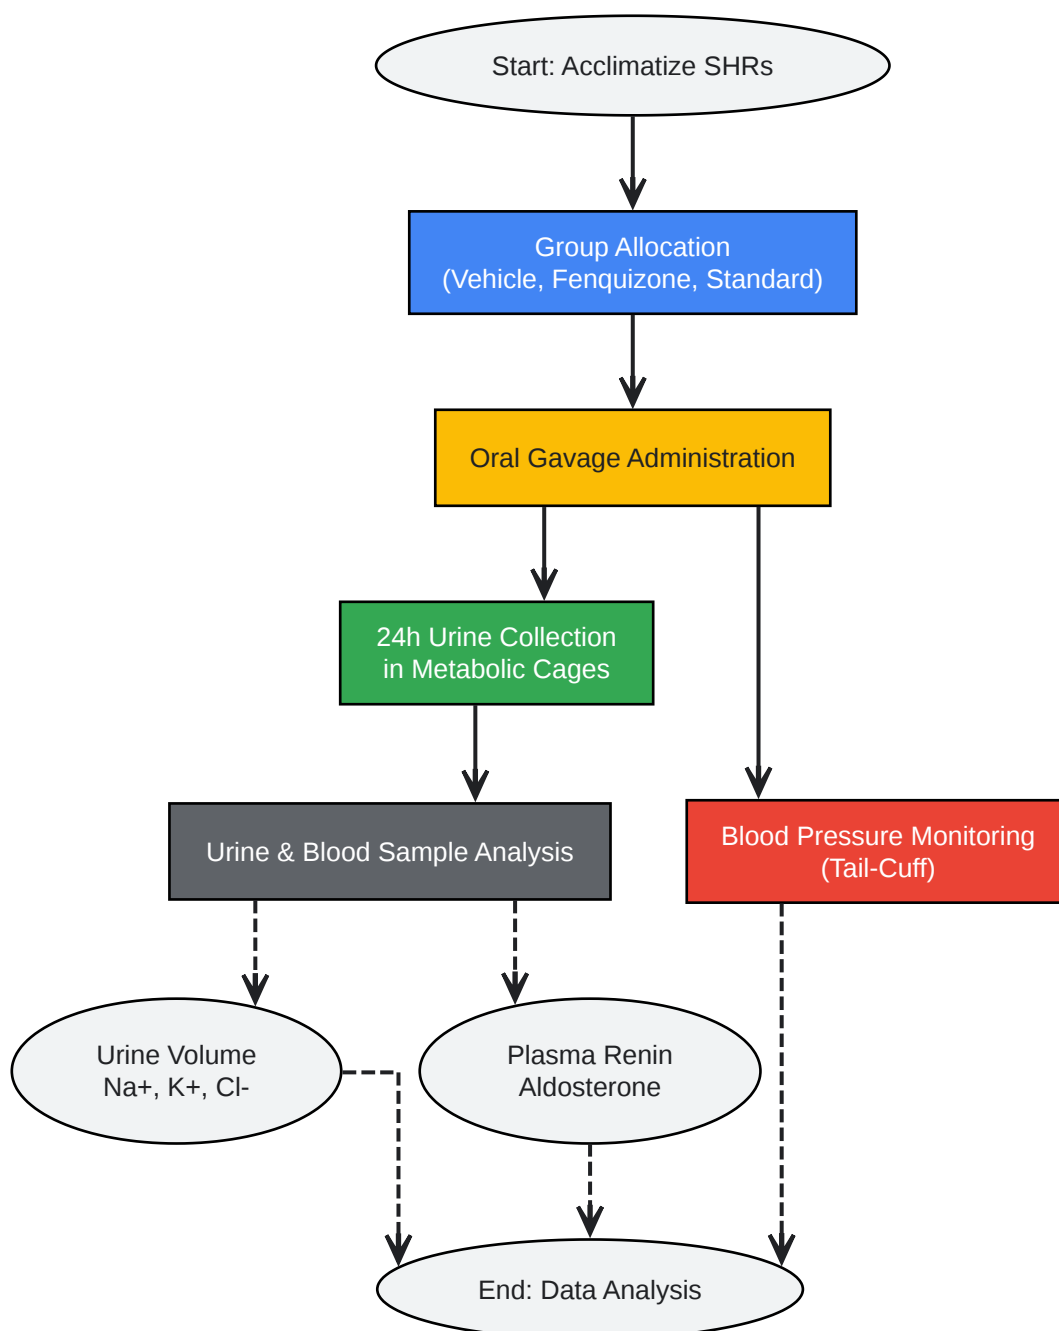 Start: Acclimatize SHRs
Group Allocation
(Vehicle, Fenquizone, Standard)
Oral Gavage Administration
24h Urine Collection
in Metabolic Cages
Urine & Blood Sample Analysis
Blood Pressure Monitoring
(Tail-Cuff)
Urine Volume
Na+, K+, Cl-
Plasma Renin
Aldosterone
End: Data Analysis